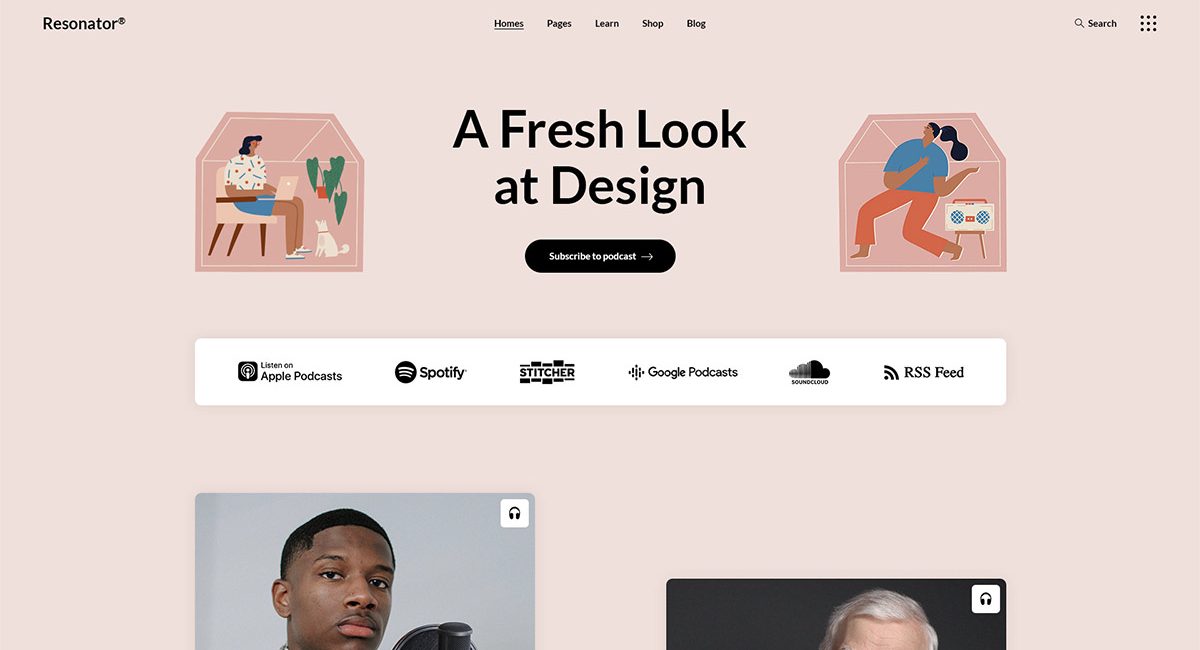 Resonator®
Homes Pages Learn Shop Blog
Search
A Fresh Look
at Design
Subscribe to podcast
Listen on
Apple Podcasts
Spotify
STITCHER
Google Podcasts
SOUNDCLOUD
RSS Feed